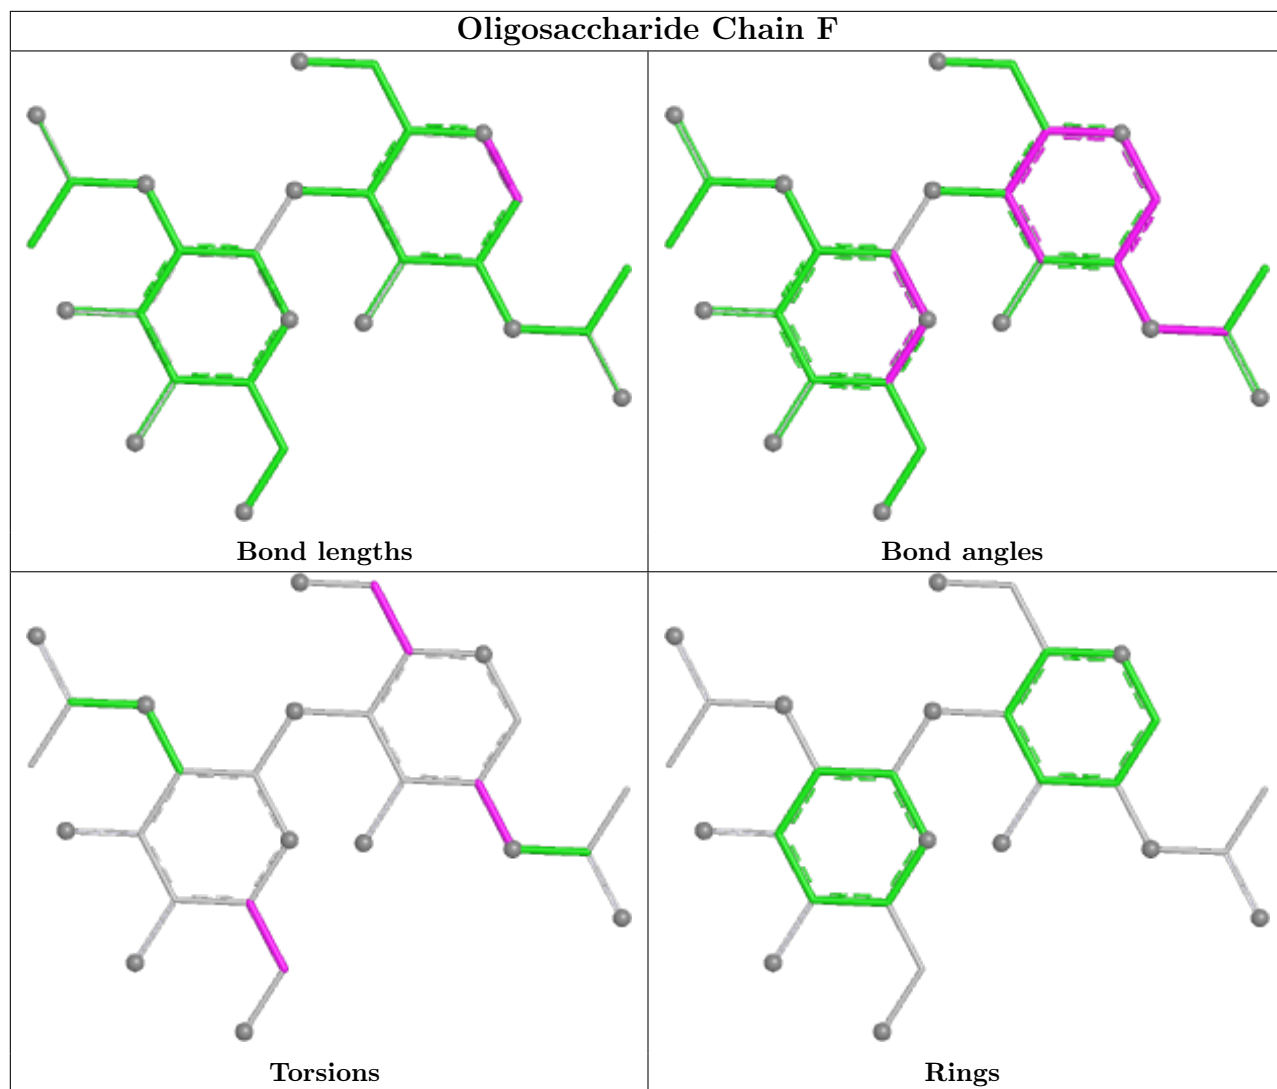 Oligosaccharide Chain F
Bond lengths
Bond angles
Torsions
Rings